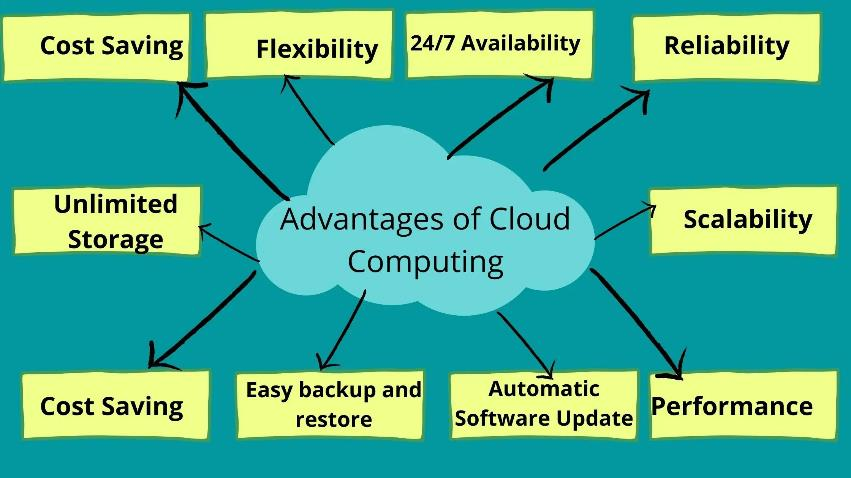 Cost Saving
Flexibility
24/7 Availability
Reliability
Unlimited
Storage
Advantages of Cloud
Computing
Scalability
Cost Saving
Easy backup and
restore
Automatic
Software Update
Performance